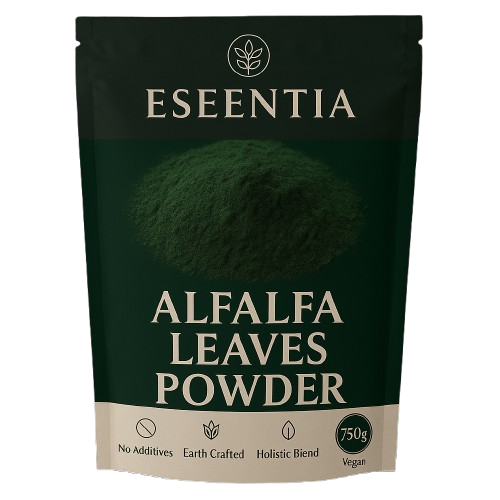 ESEENTIA
ALFALFA
LEAVES
POWDER
No Additives
Earth Crafted
Holistic Blend
750g
Vegan